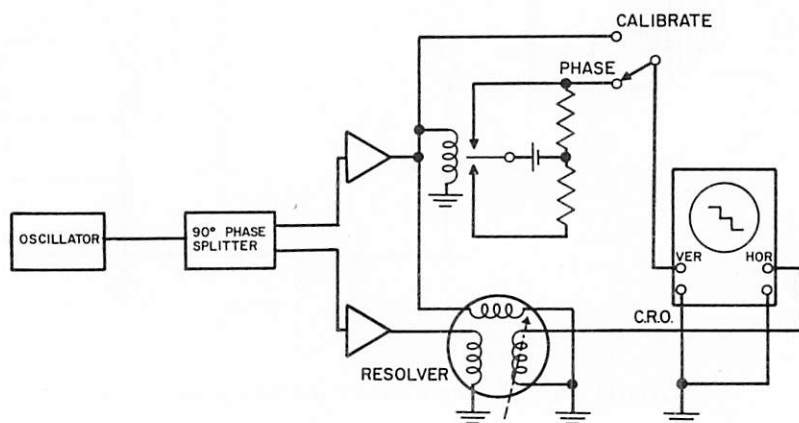 CALIBRATE
PHASE
OSCILLATOR
90° PHASE
SPLITTER
VER
HOR
C.R.O.
RESOLVER